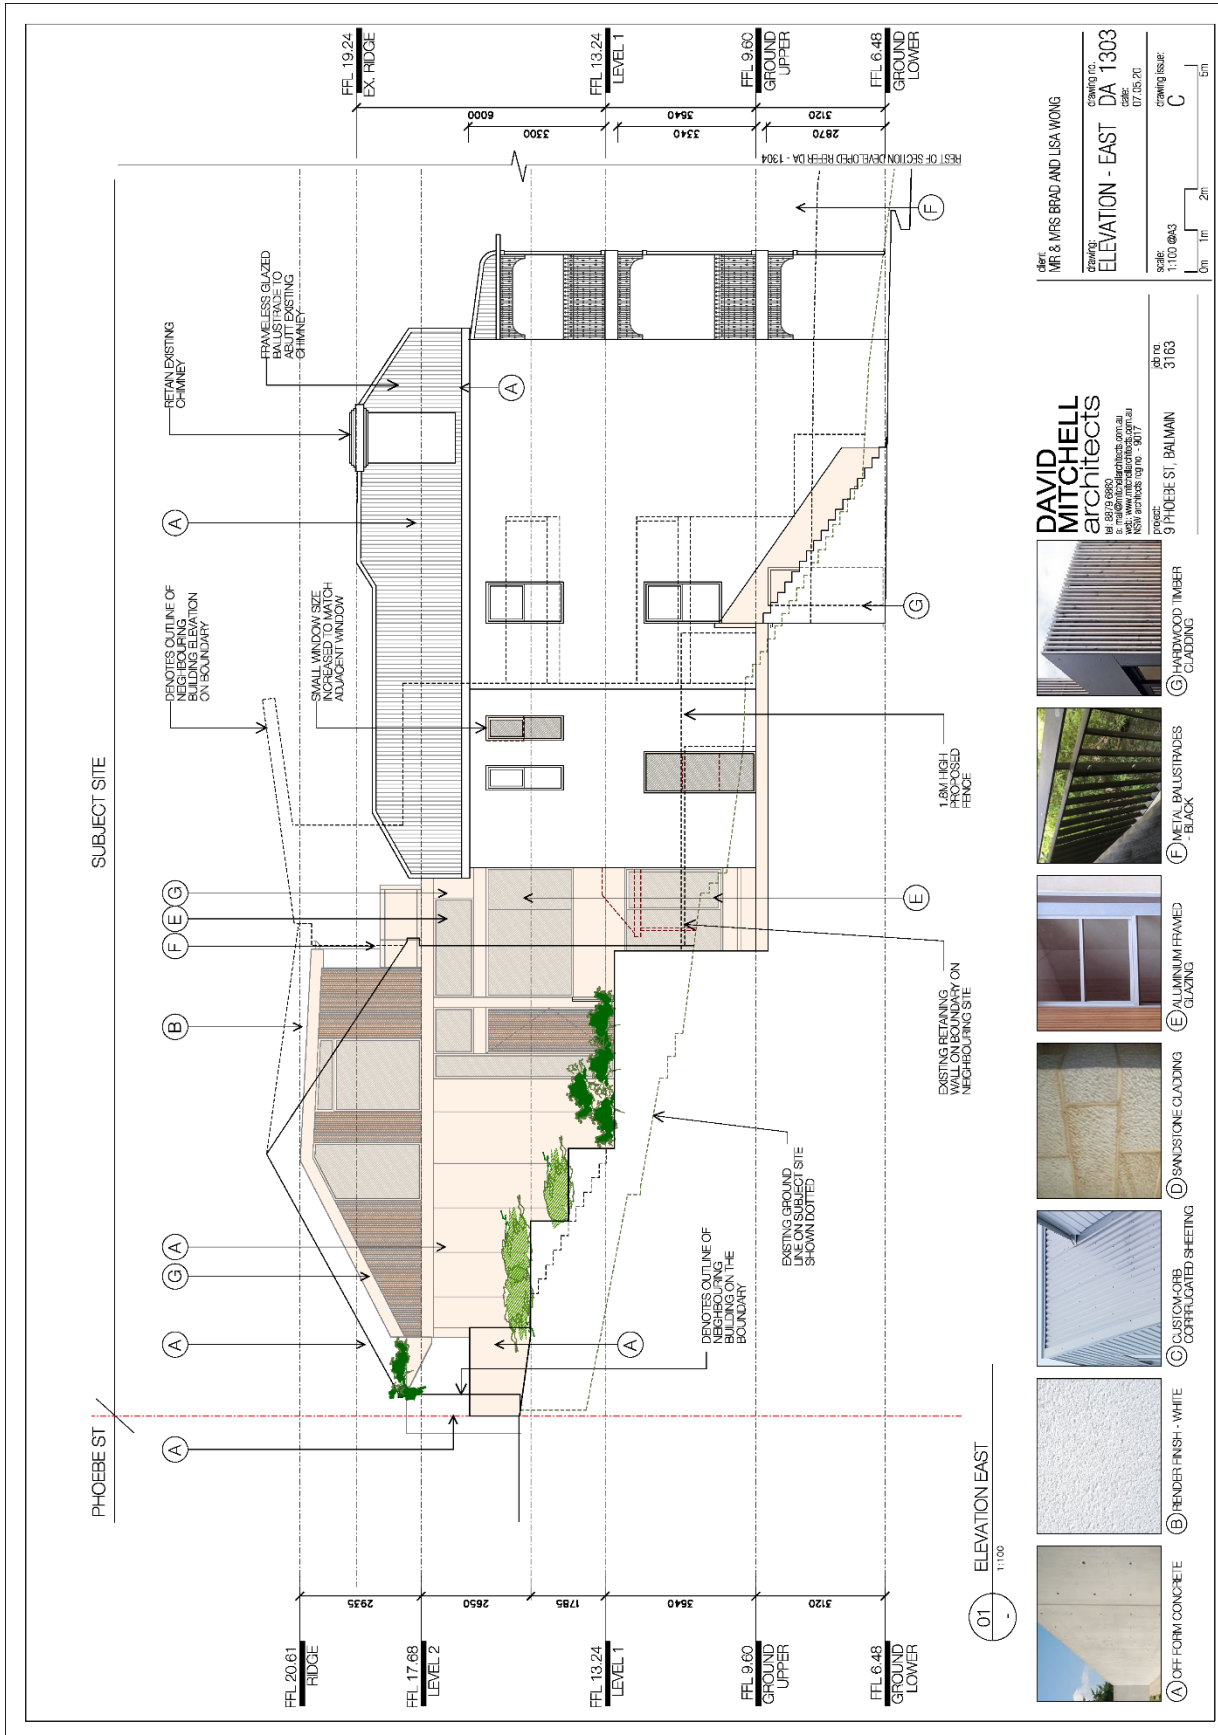 PHOEBE ST
SUBJECT SITE
DENOTES OUTLINE OF
NEIGHBOURING
BUILDING ELEVATION
ON BOUNDARY
RETAIN EXISTING
CHIMNEY
FRAMELESS GLAZED
BALUSTRADE TO
ABUTT EXISTING
CHIMNEY
SMALL WINDOW SIZE
INCREASED TO MATCH
ADJACENT WINDOW
A
A
G
A
B
F
E
G
A
A
A
E
G
F
FFL 20.61
RIDGE
FFL 17.68
LEVEL 2
FFL 13.24
LEVEL 1
FFL 9.60
GROUND
UPPER
FFL 6.48
GROUND
LOWER
2935
2650
1785
3640
3120
FFL 19.24
EX. RIDGE
FFL 13.24
LEVEL 1
FFL 9.60
GROUND
UPPER
FFL 6.48
GROUND
LOWER
6000
3300
3640
3340
3120
2870
REST OF SECTION DEVELOPED REFER DA - 1304
DENOTES OUTLINE OF
NEIGHBOURING
BUILDING ON THE
BOUNDARY
EXISTING GROUND
LINE ON SUBJECT SITE
SHOWN DOTTED
EXISTING RETAINING
WALL ON BOUNDARY ON
NEIGHBOURING SITE
1.8M HIGH
PROPOSED
FENCE
01
-
ELEVATION EAST
1:100
A OFF FORM CONCRETE
B RENDER FINISH - WHITE
C CUSTOM-ORB
CORRRUGATED SHEETING
D SANDSTONE CLADDING
E ALUMINIUM FRAMED
GLAZING
F METAL BALUSTRADES
- BLACK
G HARDWOOD TIMBER
CLADDING
DAVID
MITCHELL
architects
NSW architects reg no. - 9017
project:
9 PHOEBE ST, BALMAIN
job no.
3163
client:
MR & MRS BRAD AND LISA WONG
drawing:
ELEVATION - EAST
drawing no.
DA 1303
date:
07.05.20
scale:
1:100 @A3
drawing issue:
C
0m 1m 2m 5m